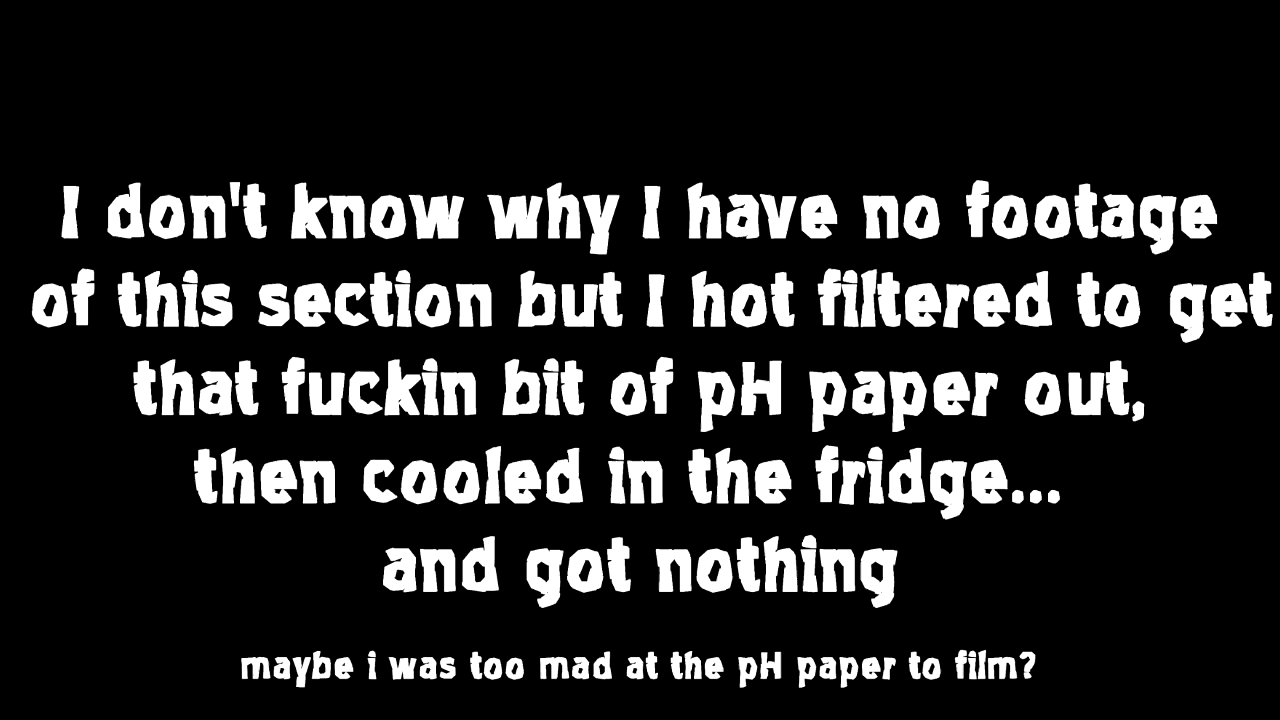 I don't know why I have no footage
of this section but I hot filtered to get
that fuckin bit of pH paper out,
then cooled in the fridge...
and got nothing
maybe i was too mad at the pH paper to film?